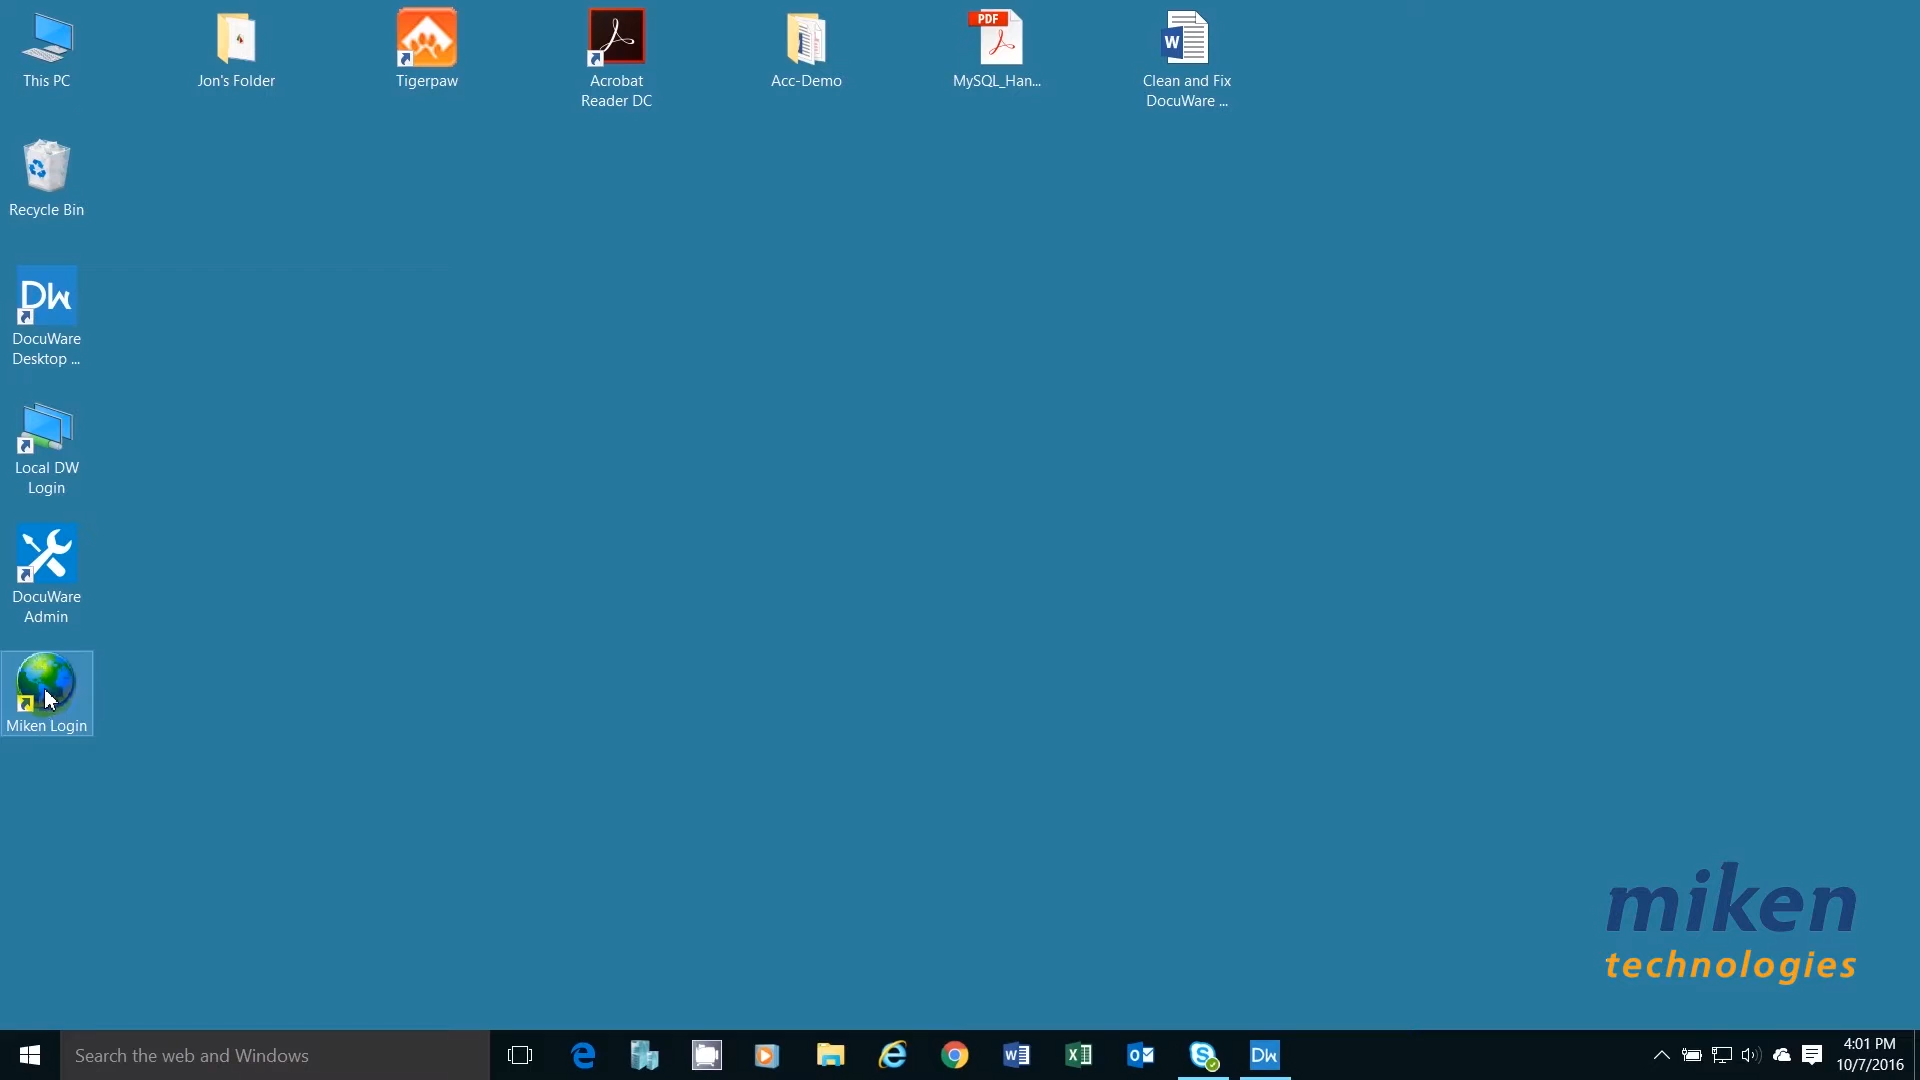 This PC
Jon's Folder
Tigerpaw
Acrobat
Reader DC
Acc-Demo
PDF
MySQL_Han...
W
Clean and Fix
DocuWare ...
Recycle Bin
DW
DocuWare
Desktop ...
Local DW
Login
DocuWare
Admin
Miken Login
miken
technologies
Search the web and Windows
DW
4:01 PM
10/7/2016